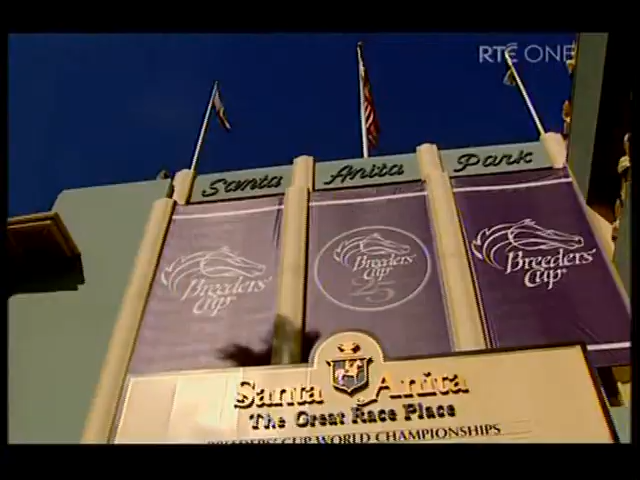 RTÉ ONE
Santa Anita Park
Breeders' Cup
Breeders' Cup 25
Breeders' Cup
Santa Anita
The Great Race Place
BREEDERS' CUP WORLD CHAMPIONSHIPS